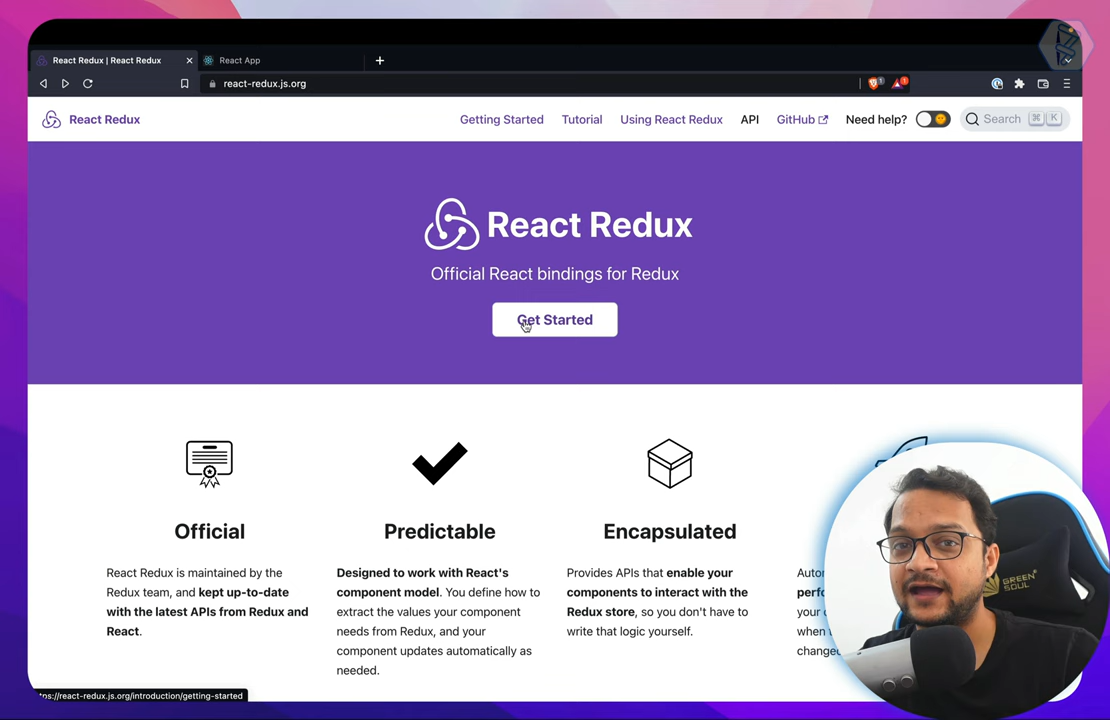 React Redux | React Redux
React App
react-redux.js.org
1
1
React Redux
Getting Started
Tutorial
Using React Redux
API
GitHub
Need help?
Search
⌘ K
React Redux
Official React bindings for Redux
Get Started
Official
React Redux is maintained by the
Redux team, and kept up-to-date
with the latest APIs from Redux and
React.
Predictable
Designed to work with React's
component model. You define how to
extract the values your component
needs from Redux, and your
component updates automatically as
needed.
Encapsulated
Provides APIs that enable your
components to interact with the
Redux store, so you don't have to
write that logic yourself.
your
when
GREEN
SOUL
tps://react-redux.js.org/introduction/getting-started